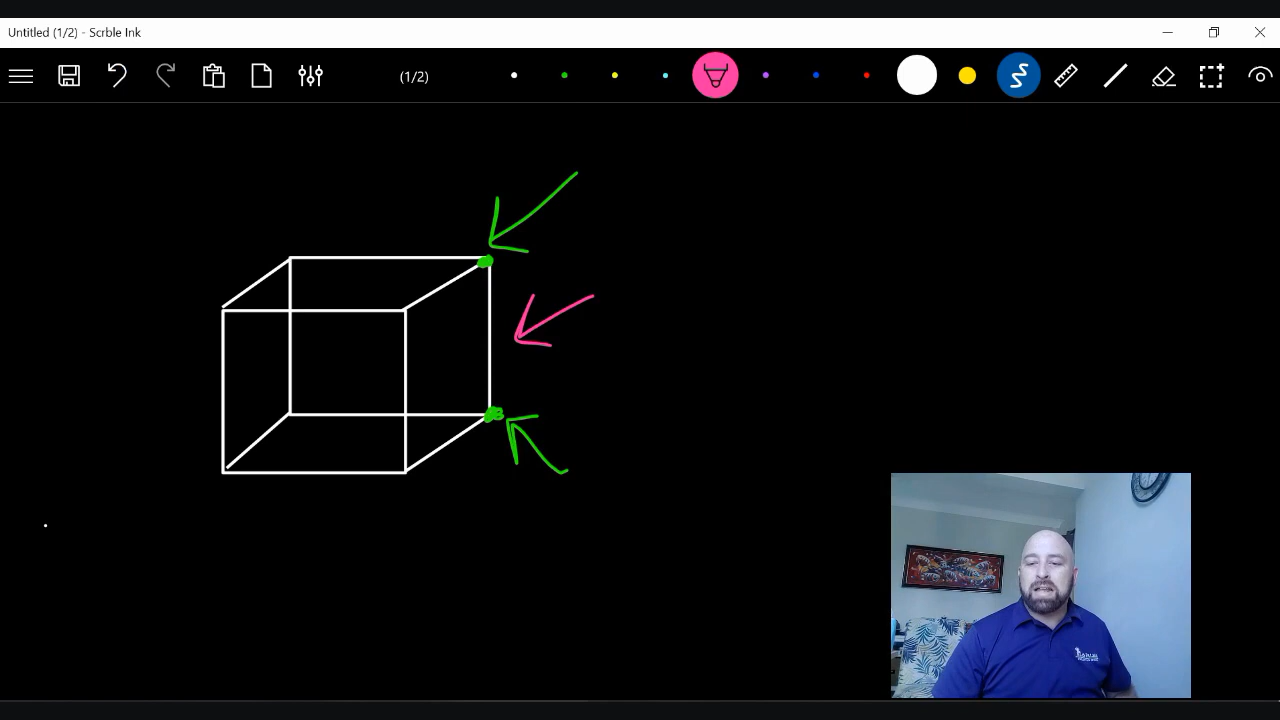 Untitled (1/2) - Scrble Ink
(1/2)